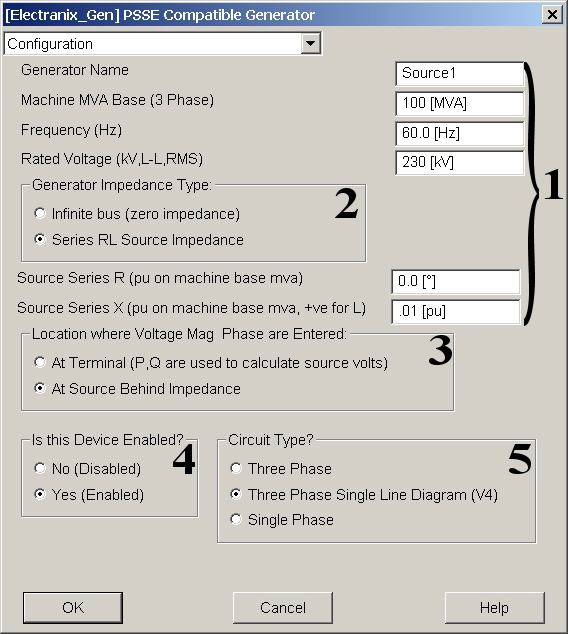 [Electranix_Gen] PSSE Compatible Generator
Configuration
Generator Name Source1
Machine MVA Base (3 Phase) 100 [MVA]
Frequency (Hz) 60.0 [Hz]
Rated Voltage (kV,L-L,RMS) 230 [kV]
1
Generator Impedance Type:
2
Infinite bus (zero impedance)
Series RL Source Impedance
Source Series R (pu on machine base mva) 0.0 [°]
Source Series X (pu on machine base mva, +ve for L) .01 [pu]
Location where Voltage Mag  Phase are Entered:
3
At Terminal (P,Q are used to calculate source volts)
At Source Behind Impedance
Is this Device Enabled?
4
No (Disabled)
Yes (Enabled)
Circuit Type?
5
Three Phase
Three Phase Single Line Diagram (V4)
Single Phase
OK Cancel Help